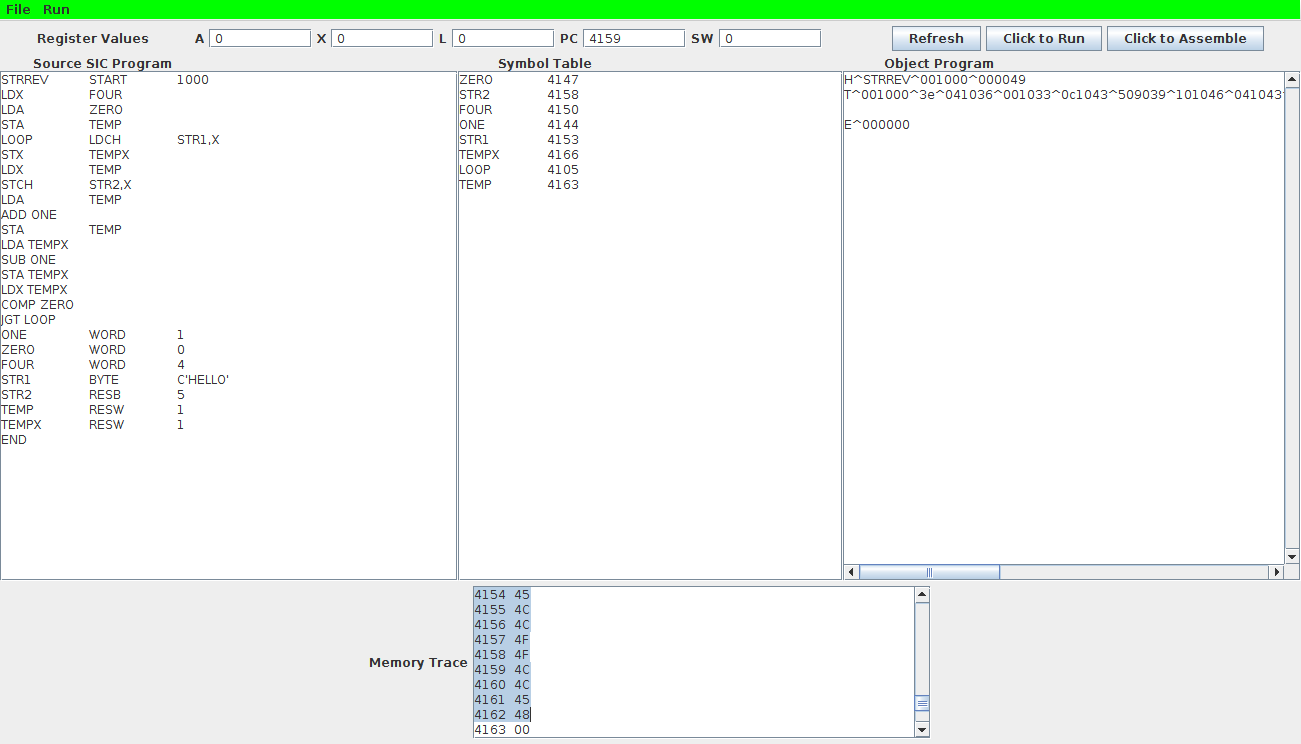 File Run
Register Values A 0 X 0 L 0 PC 4159 SW 0 Refresh Click to Run Click to Assemble
Source SIC Program
STRREV START 1000
LDX FOUR
LDA ZERO
STA TEMP
LOOP LDCH STR1,X
STX TEMPX
LDX TEMP
STCH STR2,X
LDA TEMP
ADD ONE
STA TEMP
LDA TEMPX
SUB ONE
STA TEMPX
LDX TEMPX
COMP ZERO
JGT LOOP
ONE WORD 1
ZERO WORD 0
FOUR WORD 4
STR1 BYTE C'HELLO'
STR2 RESB 5
TEMP RESW 1
TEMPX RESW 1
END
Symbol Table
ZERO 4147
STR2 4158
FOUR 4150
ONE 4144
STR1 4153
TEMPX 4166
LOOP 4105
TEMP 4163
Object Program
H^STRREV^001000^000049
T^001000^3e^041036^001033^0c1043^509039^101046^041043^
E^000000
Memory Trace
4154 45
4155 4C
4156 4C
4157 4F
4158 4F
4159 4C
4160 4C
4161 45
4162 48
4163 00